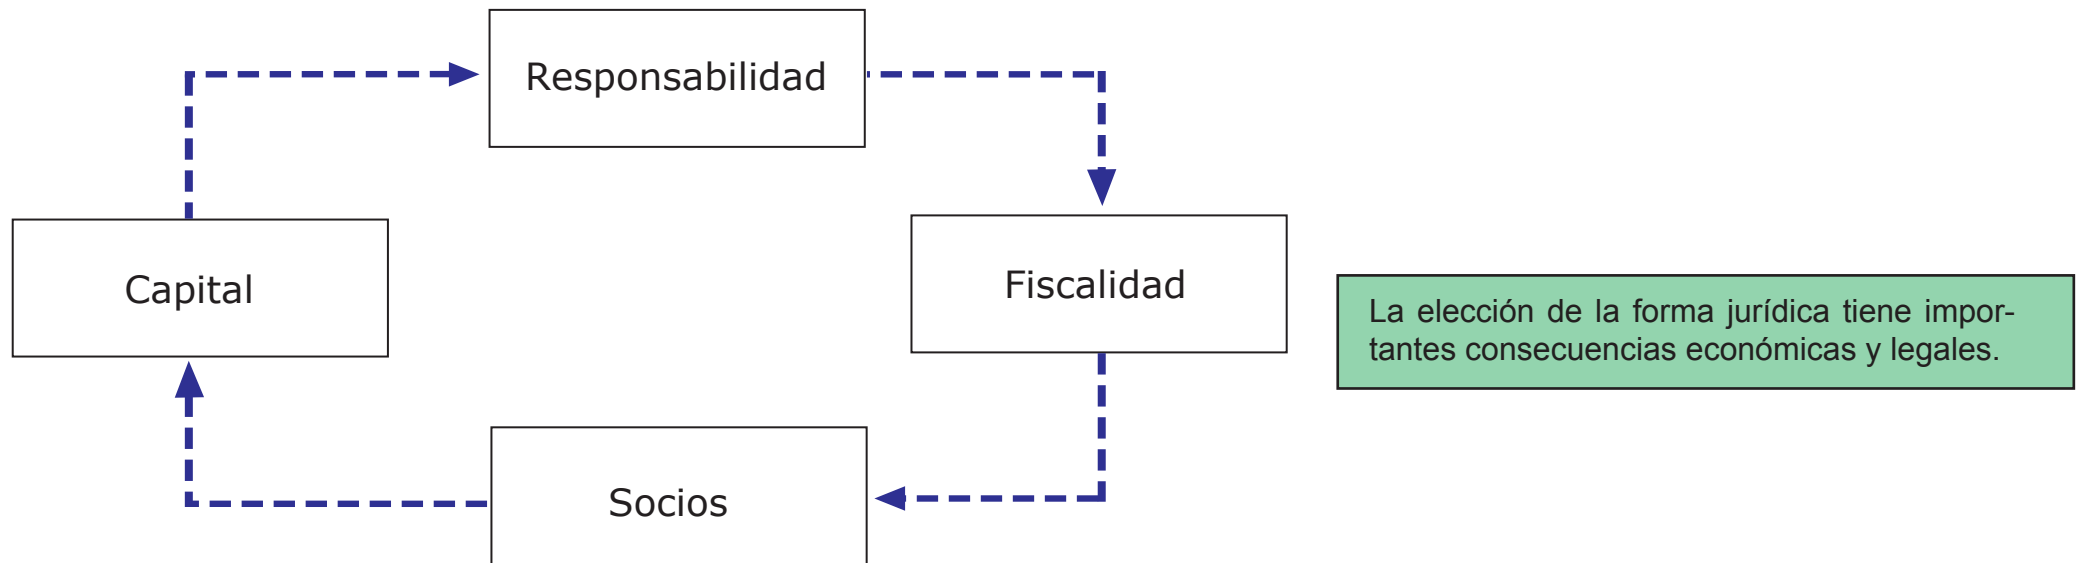 Responsabilidad
Capital
Fiscalidad
La elección de la forma jurídica tiene impor-
tantes consecuencias económicas y legales.
Socios